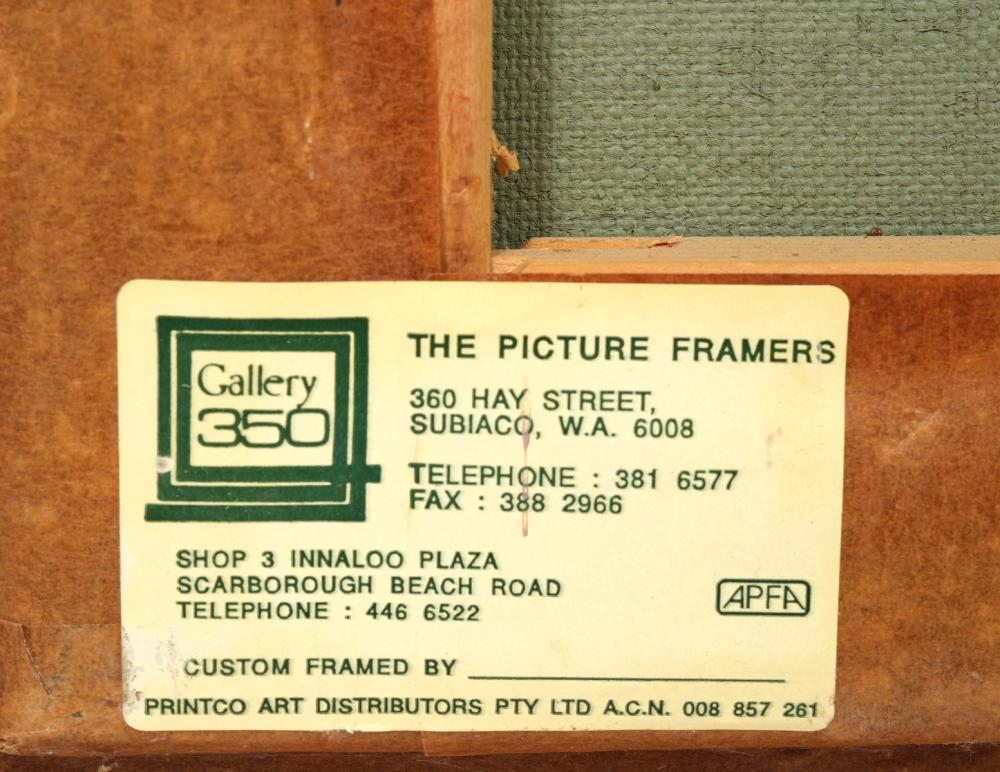 Gallery
350
THE PICTURE FRAMERS
360 HAY STREET,
SUBIACO, W.A. 6008
TELEPHONE : 381 6577
FAX : 388 2966
SHOP 3 INNALOO PLAZA
SCARBOROUGH BEACH ROAD
TELEPHONE : 446 6522
APFA
CUSTOM FRAMED BY
PRINTCO ART DISTRIBUTORS PTY LTD A.C.N. 008 857 261